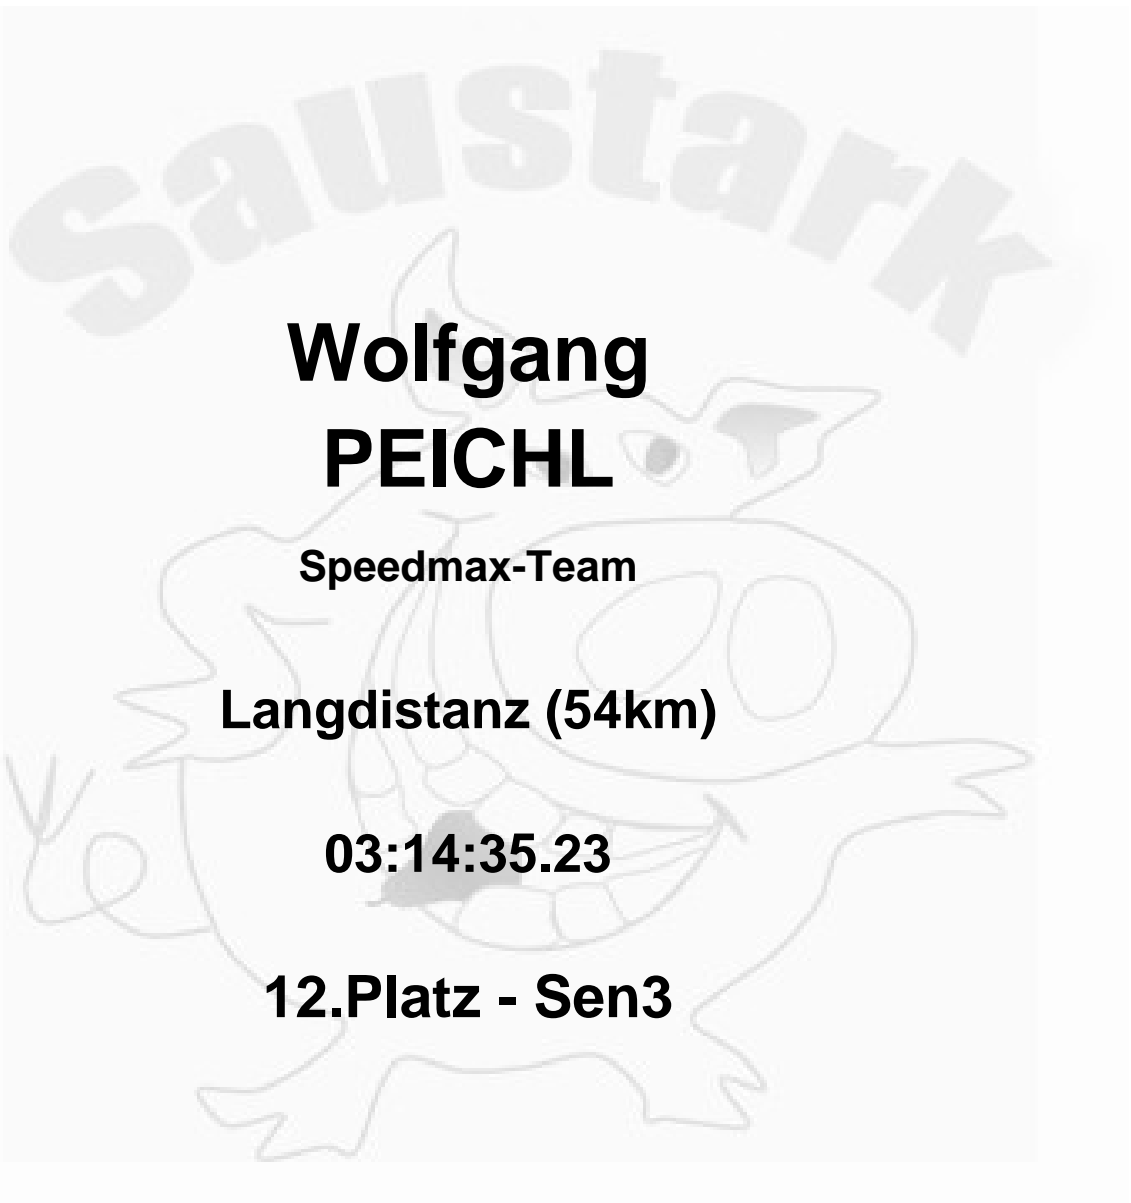 Saustark
Wolfgang
PEICHL
Speedmax-Team
Langdistanz (54km)
03:14:35.23
12.Platz - Sen3